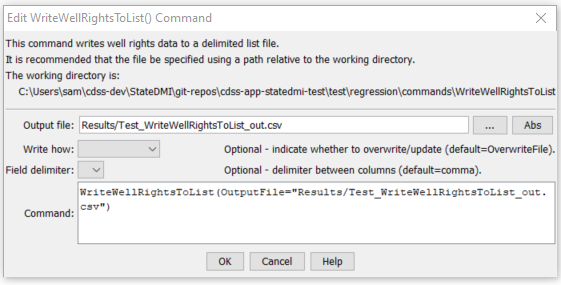 Edit WriteWellRightsToList() Command
This command writes well rights data to a delimited list file.
It is recommended that the file be specified using a path relative to the working directory.
The working directory is:
C:\Users\sam\cdss-dev\StateDMI\git-repos\cdss-app-statedmi-test\test\regression\commands\WriteWellRightsToList
Output file: Results/Test_WriteWellRightsToList_out.csv ... Abs
Write how: Optional - indicate whether to overwrite/update (default=OverwriteFile).
Field delimiter: Optional - delimiter between columns (default=comma).
Command: WriteWellRightsToList(OutputFile="Results/Test_WriteWellRightsToList_out.
csv")
OK Cancel Help